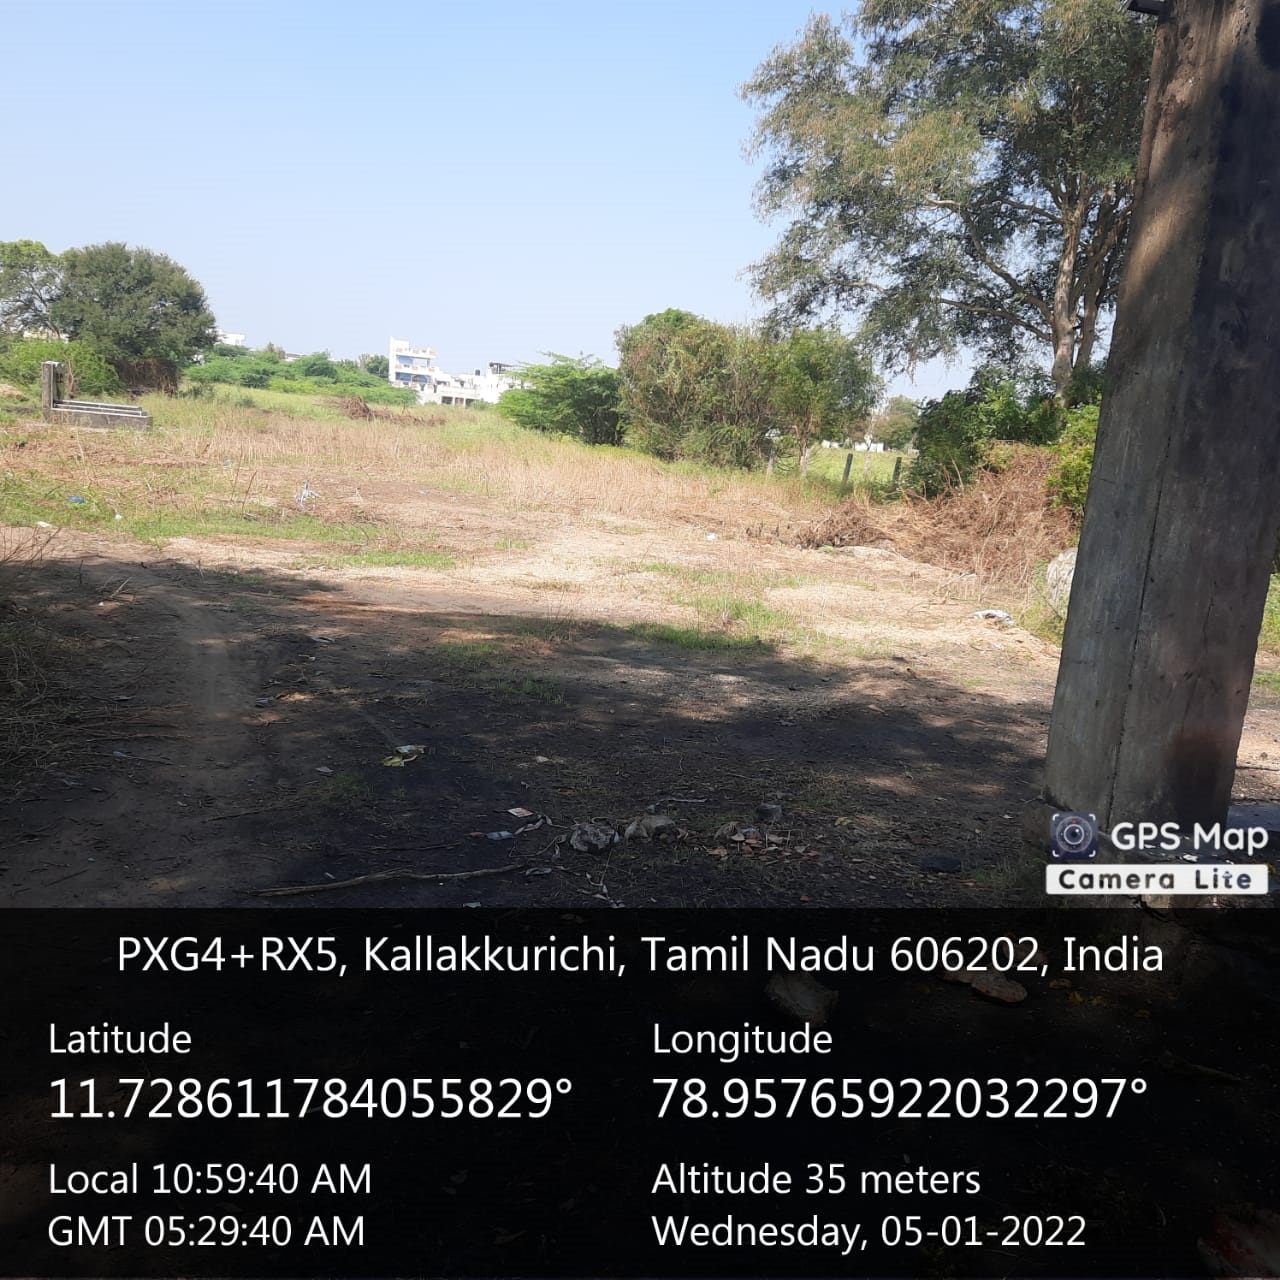 GPS Map
Camera Lite
PXG4+RX5, Kallakkurichi, Tamil Nadu 606202, India
Latitude
11.728611784055829°
Longitude
78.95765922032297°
Local 10:59:40 AM
GMT 05:29:40 AM
Altitude 35 meters
Wednesday, 05-01-2022